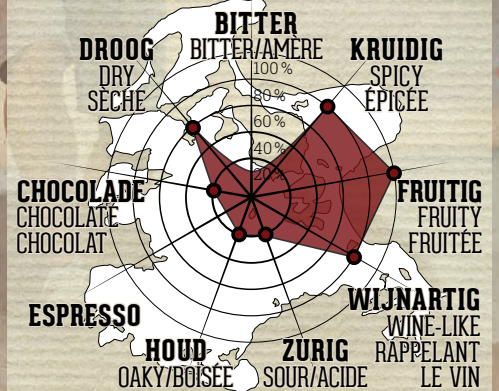 BITTER
BITTER/AMÈRE
DROOG
DRY
SÈCHE
KRUIDIG
SPICY
ÉPICÉE
100%
80%
60%
40%
20%
CHOCOLADE
CHOCOLATE
CHOCOLAT
FRUITIG
FRUITY
FRUITÉE
ESPRESSO
WIJNARTIG
WINE-LIKE
RAPPELANT
LE VIN
HOUD
OAKY/BOISÉE
ZURIG
SOUR/ACIDE